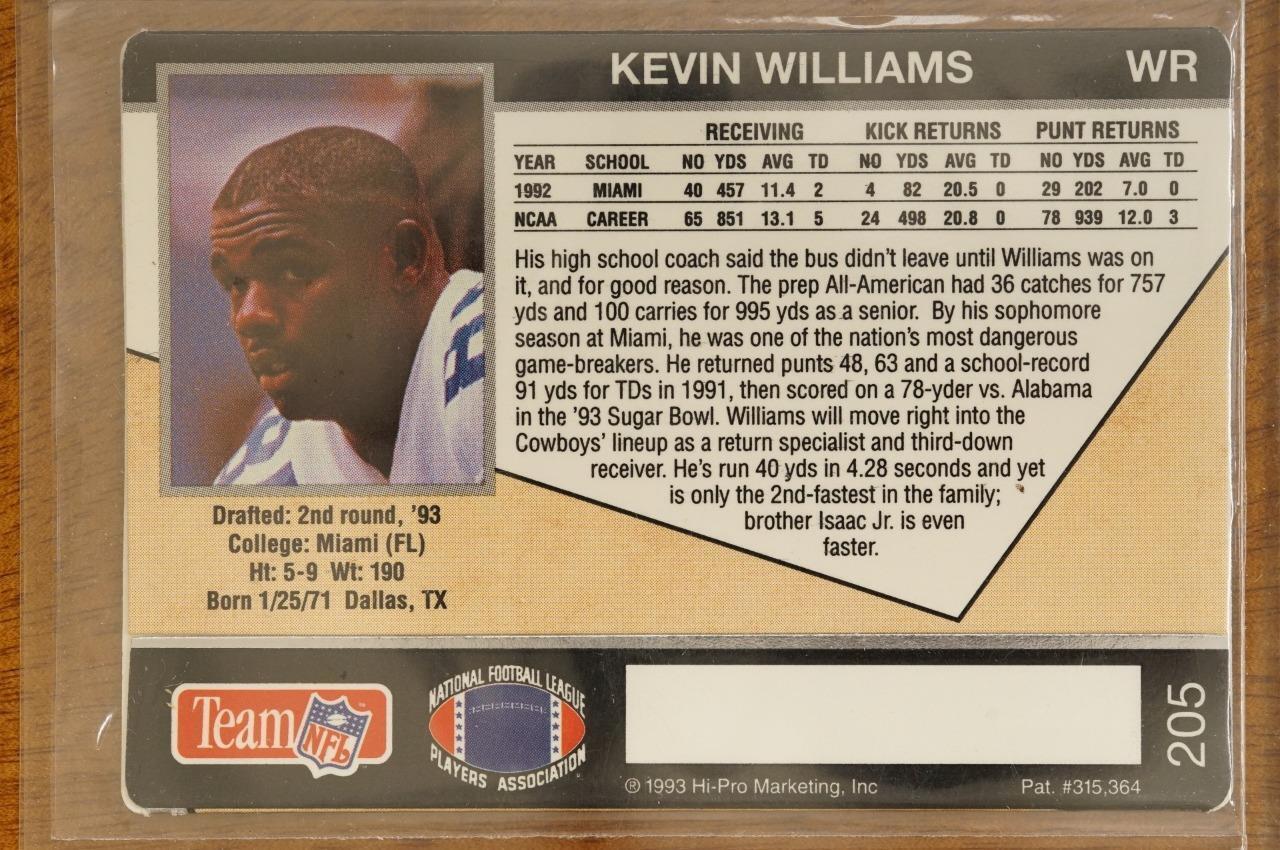 KEVIN WILLIAMS WR
RECEIVING KICK RETURNS PUNT RETURNS
YEAR SCHOOL NO YDS AVG TD NO YDS AVG TD NO YDS AVG TD
1992 MIAMI 40 457 11.4 2 4 82 20.5 0 29 202 7.0 0
NCAA CAREER 65 851 13.1 5 24 498 20.8 0 78 939 12.0 3
His high school coach said the bus didn't leave until Williams was on
it, and for good reason. The prep All-American had 36 catches for 757
yds and 100 carries for 995 yds as a senior. By his sophomore
season at Miami, he was one of the nation's most dangerous
game-breakers. He returned punts 48, 63 and a school-record
91 yds for TDs in 1991, then scored on a 78-yder vs. Alabama
in the '93 Sugar Bowl. Williams will move right into the
Cowboys' lineup as a return specialist and third-down
receiver. He's run 40 yds in 4.28 seconds and yet
is only the 2nd-fastest in the family;
brother Isaac Jr. is even
faster.
Drafted: 2nd round, '93
College: Miami (FL)
Ht: 5-9 Wt: 190
Born 1/25/71 Dallas, TX
Team NFL
NATIONAL FOOTBALL LEAGUE
PLAYERS ASSOCIATION
® 1993 Hi-Pro Marketing, Inc Pat. #315,364
205